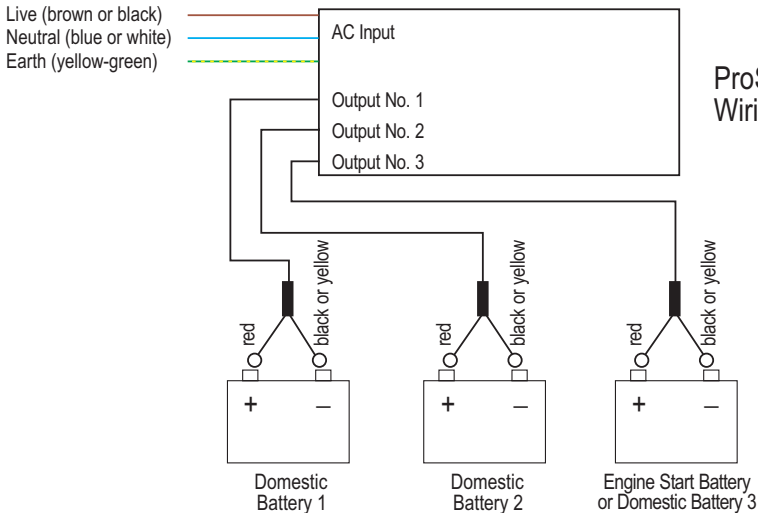 Live (brown or black)
Neutral (blue or white)
Earth (yellow-green)
AC Input
Output No. 1
Output No. 2
Output No. 3
red
black or yellow
red
black or yellow
red
black or yellow
+
–
+
–
+
–
Domestic
Battery 1
Domestic
Battery 2
Engine Start Battery
or Domestic Battery 3